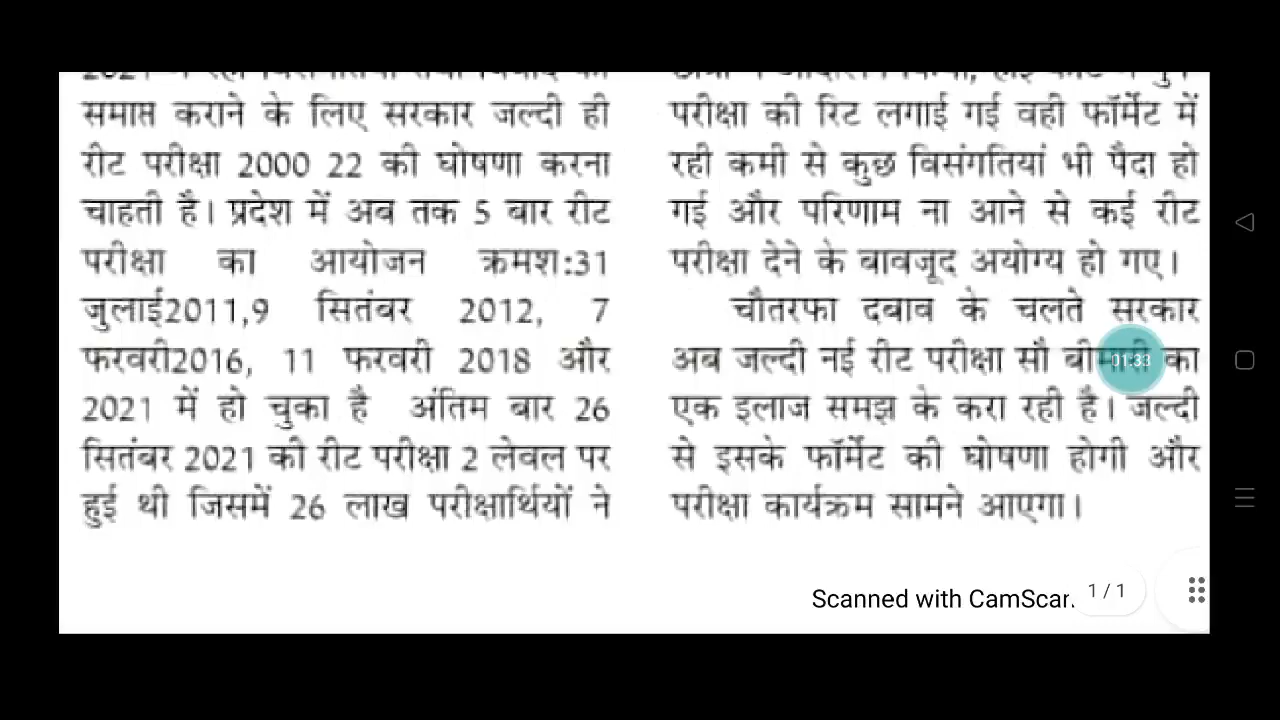 समाप्त कराने के लिए सरकार जल्दी ही
रीट परीक्षा 2000 22 की घोषणा करना
चाहती है। प्रदेश में अब तक 5 बार रीट
परीक्षा का आयोजन क्रमश:31
जुलाई2011,9 सितंबर 2012, 7
फरवरी2016, 11 फरवरी 2018 और
2021 में हो चुका है अंतिम बार 26
सितंबर 2021 को रीट परीक्षा 2 लेवल पर
हुई थी जिसमें 26 लाख परीक्षार्थियों ने
परीक्षा की रिट लगाई गई वही फॉर्मेट में
रही कमी से कुछ विसंगतियां भी पैदा हो
गई और परिणाम ना आने से कई रीट
परीक्षा देने के बावजूद अयोग्य हो गए।
चौतरफा दबाव के चलते सरकार
अब जल्दी नई रीट परीक्षा सौ बीमारी का
एक इलाज समझ के करा रही है। जल्दी
से इसके फॉर्मेट की घोषणा होगी और
परीक्षा कार्यक्रम सामने आएगा।
01:33
Scanned with CamScan
1 / 1